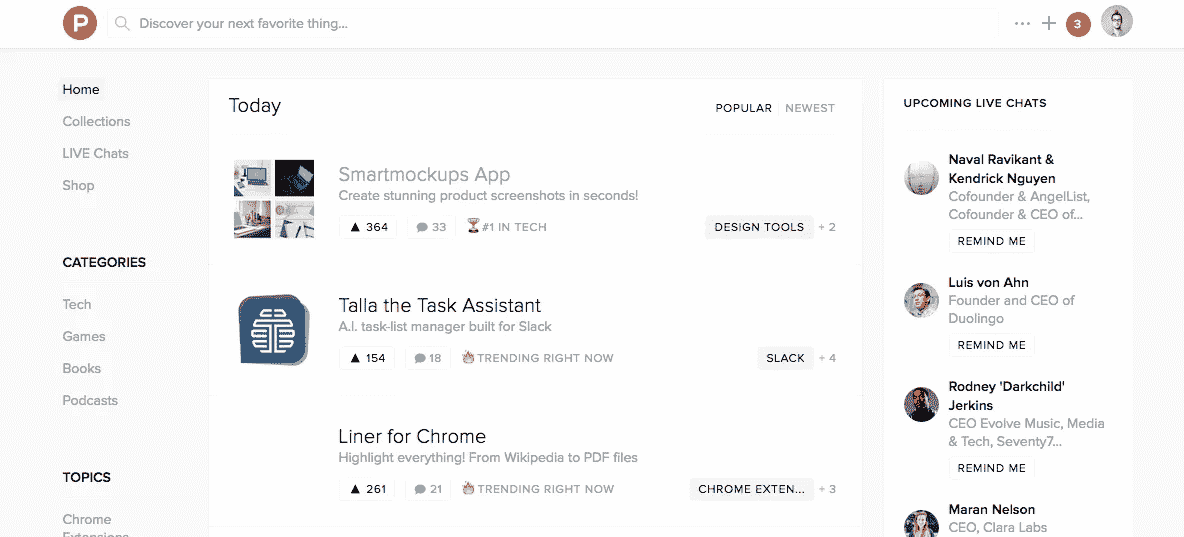 P
Discover your next favorite thing...
3
Home
Collections
LIVE Chats
Shop
CATEGORIES
Tech
Games
Books
Podcasts
TOPICS
Chrome
Extensions
Today
POPULAR | NEWEST
Smartmockups App
Create stunning product screenshots in seconds!
364 33 #1 IN TECH DESIGN TOOLS + 2
Talla the Task Assistant
A.I. task-list manager built for Slack
154 18 TRENDING RIGHT NOW SLACK + 4
Liner for Chrome
Highlight everything! From Wikipedia to PDF files
261 21 TRENDING RIGHT NOW CHROME EXTEN... + 3
UPCOMING LIVE CHATS
Naval Ravikant &
Kendrick Nguyen
Cofounder & AngelList,
Cofounder & CEO of...
REMIND ME
Luis von Ahn
Founder and CEO of
Duolingo
REMIND ME
Rodney 'Darkchild'
Jerkins
CEO Evolve Music, Media
& Tech, Seventy7...
REMIND ME
Maran Nelson
CEO, Clara Labs